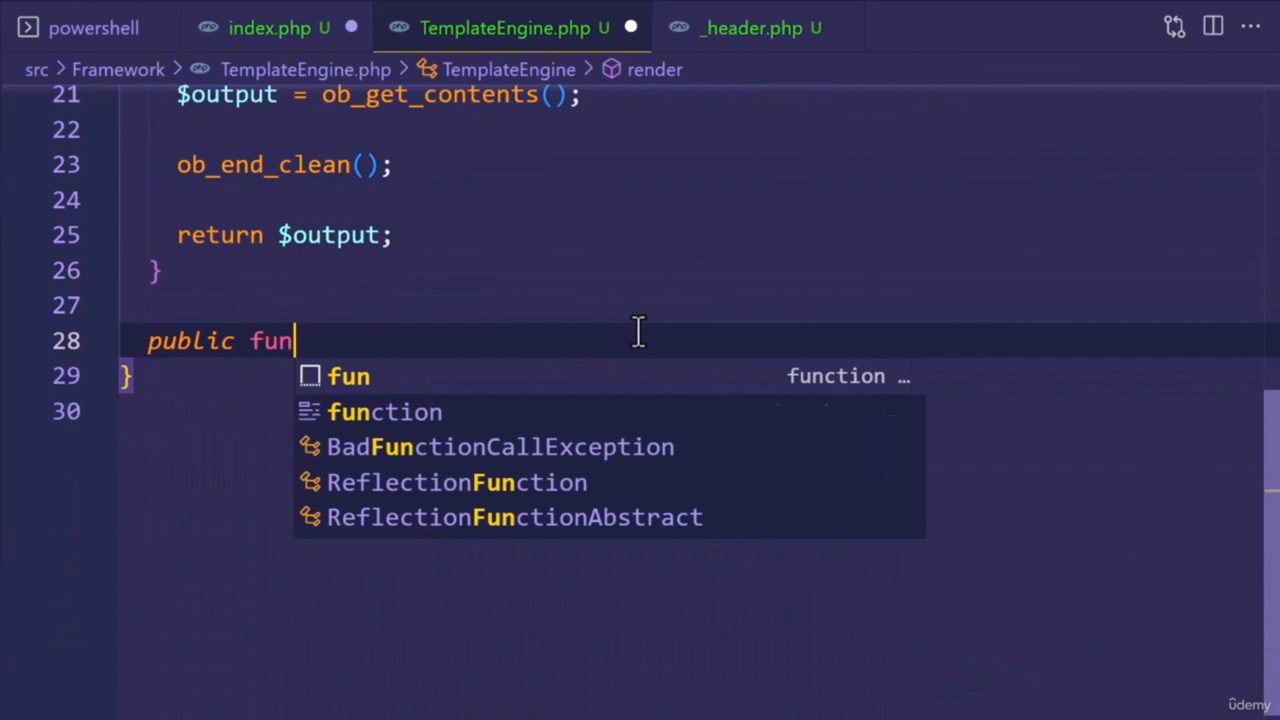 powershell
index.php U
TemplateEngine.php U
_header.php U
src > Framework > TemplateEngine.php > TemplateEngine > render
21 $output = ob_get_contents();
22
23 ob_end_clean();
24
25 return $output;
26 }
27
28 public fun
29 }
30
fun function …
function
BadFunctionCallException
ReflectionFunction
ReflectionFunctionAbstract
ûdemy